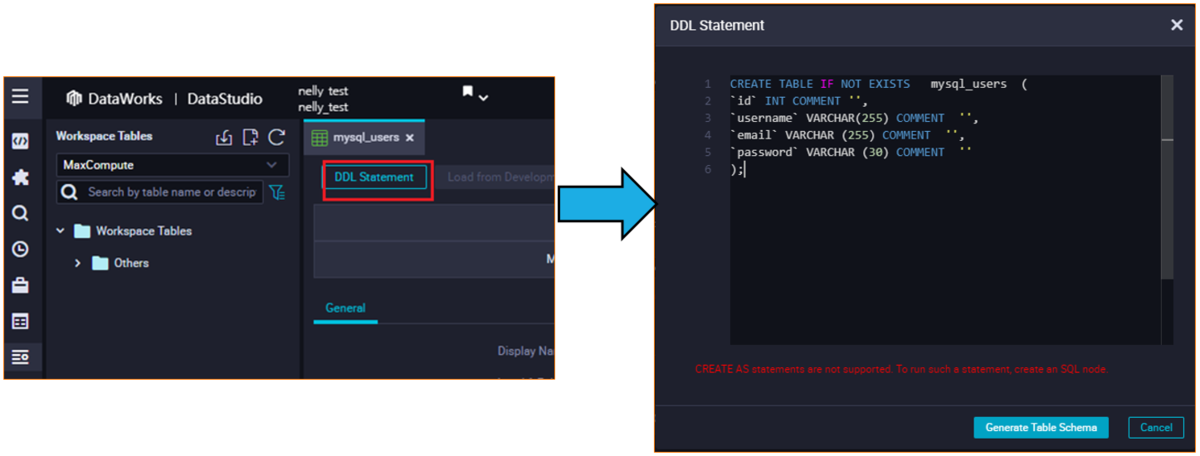 DataWorks | DataStudio
nelly_test
nelly_test
Workspace Tables
mysql_users
MaxCompute
DDL Statement
Load from Developm
Search by table name or descrip
Workspace Tables
Others
M
General
Display Na
DDL Statement
1 CREATE TABLE IF NOT EXISTS mysql_users (
2 `id` INT COMMENT '',
3 `username` VARCHAR(255) COMMENT '',
4 `email` VARCHAR (255) COMMENT '',
5 `password` VARCHAR (30) COMMENT ''
6 );
CREATE AS statements are not supported. To run such a statement, create an SQL node.
Generate Table Schema
Cancel